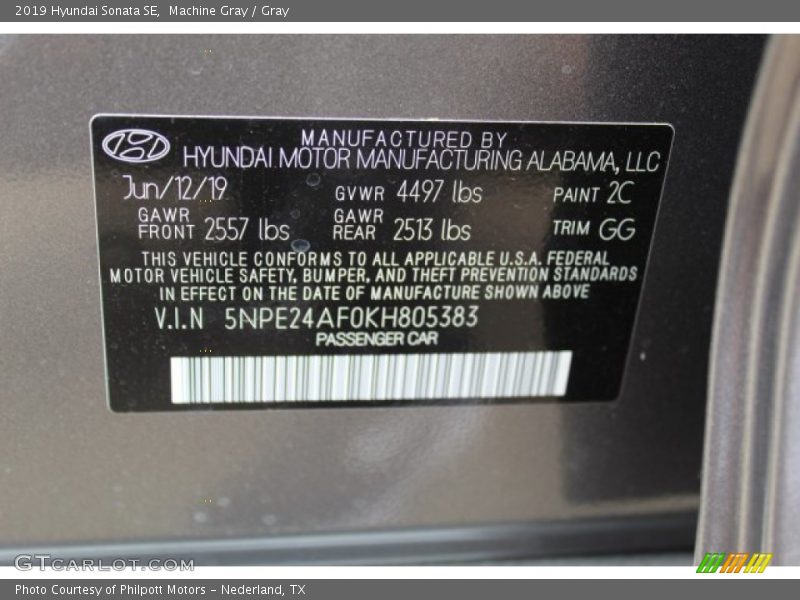 2019 Hyundai Sonata SE,  Machine Gray / Gray
MANUFACTURED BY
HYUNDAI MOTOR MANUFACTURING ALABAMA, LLC
Jun/12/19 GVWR 4497 lbs PAINT 2C
GAWR FRONT 2557 lbs GAWR REAR 2513 lbs TRIM GG
THIS VEHICLE CONFORMS TO ALL APPLICABLE U.S.A. FEDERAL
MOTOR VEHICLE SAFETY, BUMPER, AND THEFT PREVENTION STANDARDS
IN EFFECT ON THE DATE OF MANUFACTURE SHOWN ABOVE
V.I.N 5NPE24AF0KH805383
PASSENGER CAR
GTCARLOT.COM
Photo Courtesy of Philpott Motors - Nederland, TX